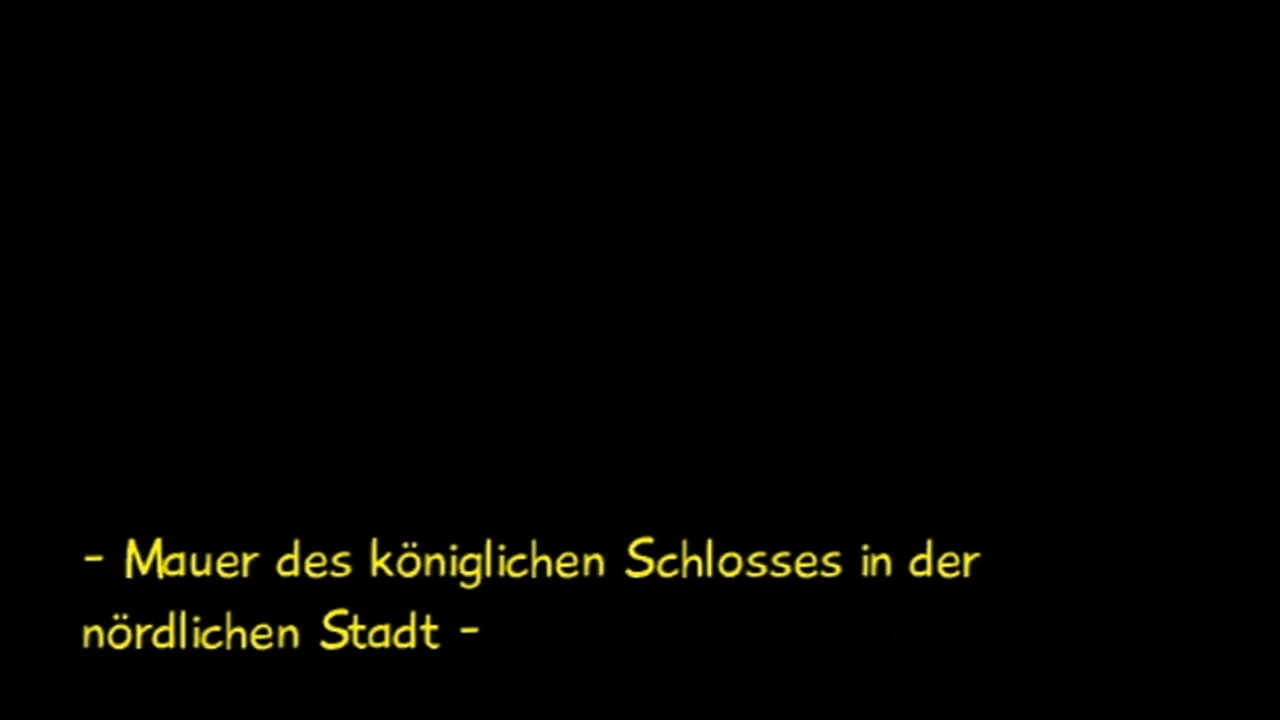 - Mauer des königlichen Schlosses in der
nördlichen Stadt -